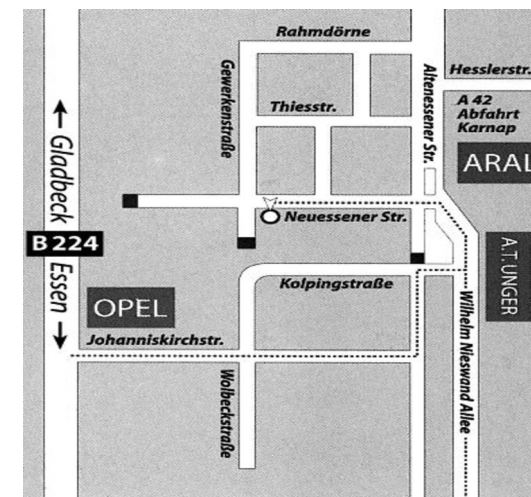 Rahmdörne
Gewerkenstraße
Altenessener Str.
Hesslerstr.
Thiesstr.
A 42
Abfahrt
Karnap
ARAL
Gladbeck
B 224
Essen
Neuessener Str.
A.T.UNGER
Kolpingstraße
OPEL
Johanniskirchstr.
Wolbeckstraße
Wilhelm Nieswand Allee